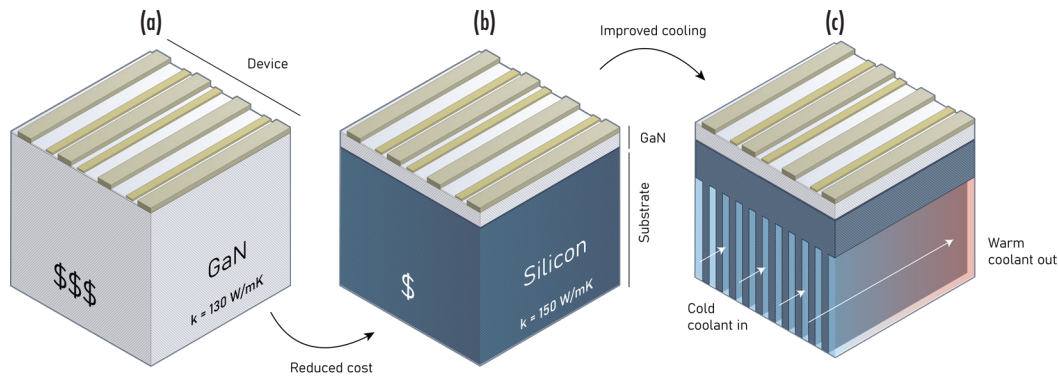 (a)
Device
$$$
GaN
k = 130 W/mK
Reduced cost
(b)
GaN
Substrate
$
Silicon
k = 150 W/mK
Improved cooling
(c)
Cold
coolant in
Warm
coolant out